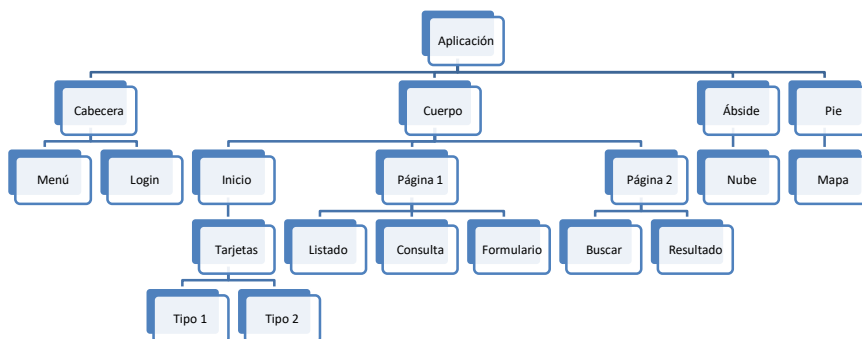 Aplicación
Cabecera
Cuerpo
Ábside
Pie
Menú
Login
Inicio
Página 1
Página 2
Nube
Mapa
Tarjetas
Listado
Consulta
Formulario
Buscar
Resultado
Tipo 1
Tipo 2